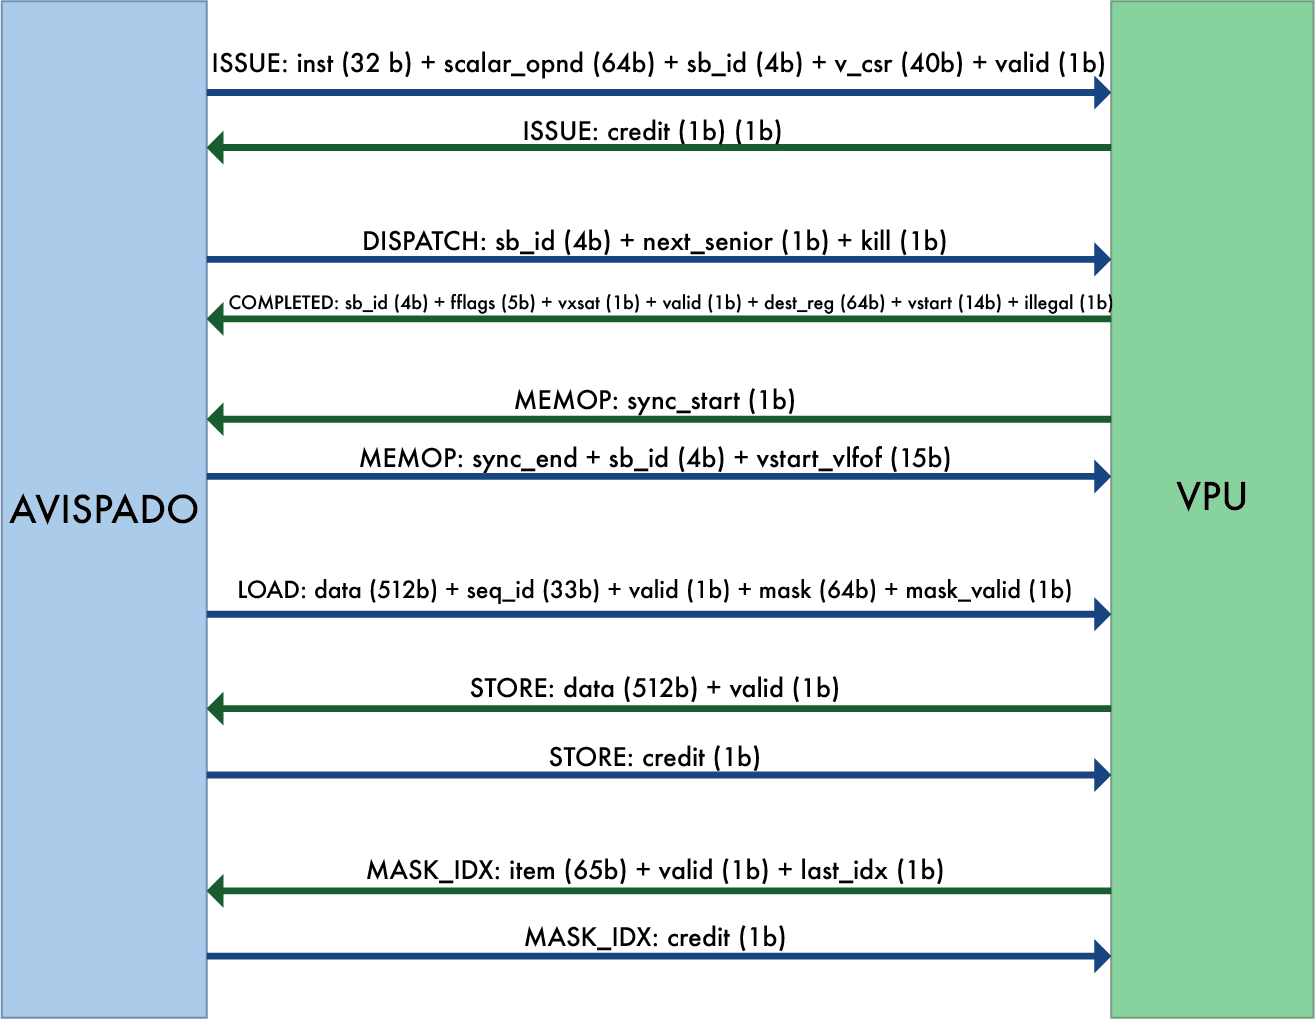 ISSUE: inst (32 b) + scalar_opnd (64b) + sb_id (4b) + v_csr (40b) + valid (1b)
ISSUE: credit (1b) (1b)
DISPATCH: sb_id (4b) + next_senior (1b) + kill (1b)
COMPLETED: sb_id (4b) + fflags (5b) + vxsat (1b) + valid (1b) + dest_reg (64b) + vstart (14b) + illegal (1b)
MEMOP: sync_start (1b)
MEMOP: sync_end + sb_id (4b) + vstart_vlfof (15b)
AVISPADO
VPU
LOAD: data (512b) + seq_id (33b) + valid (1b) + mask (64b) + mask_valid (1b)
STORE: data (512b) + valid (1b)
STORE: credit (1b)
MASK_IDX: item (65b) + valid (1b) + last_idx (1b)
MASK_IDX: credit (1b)